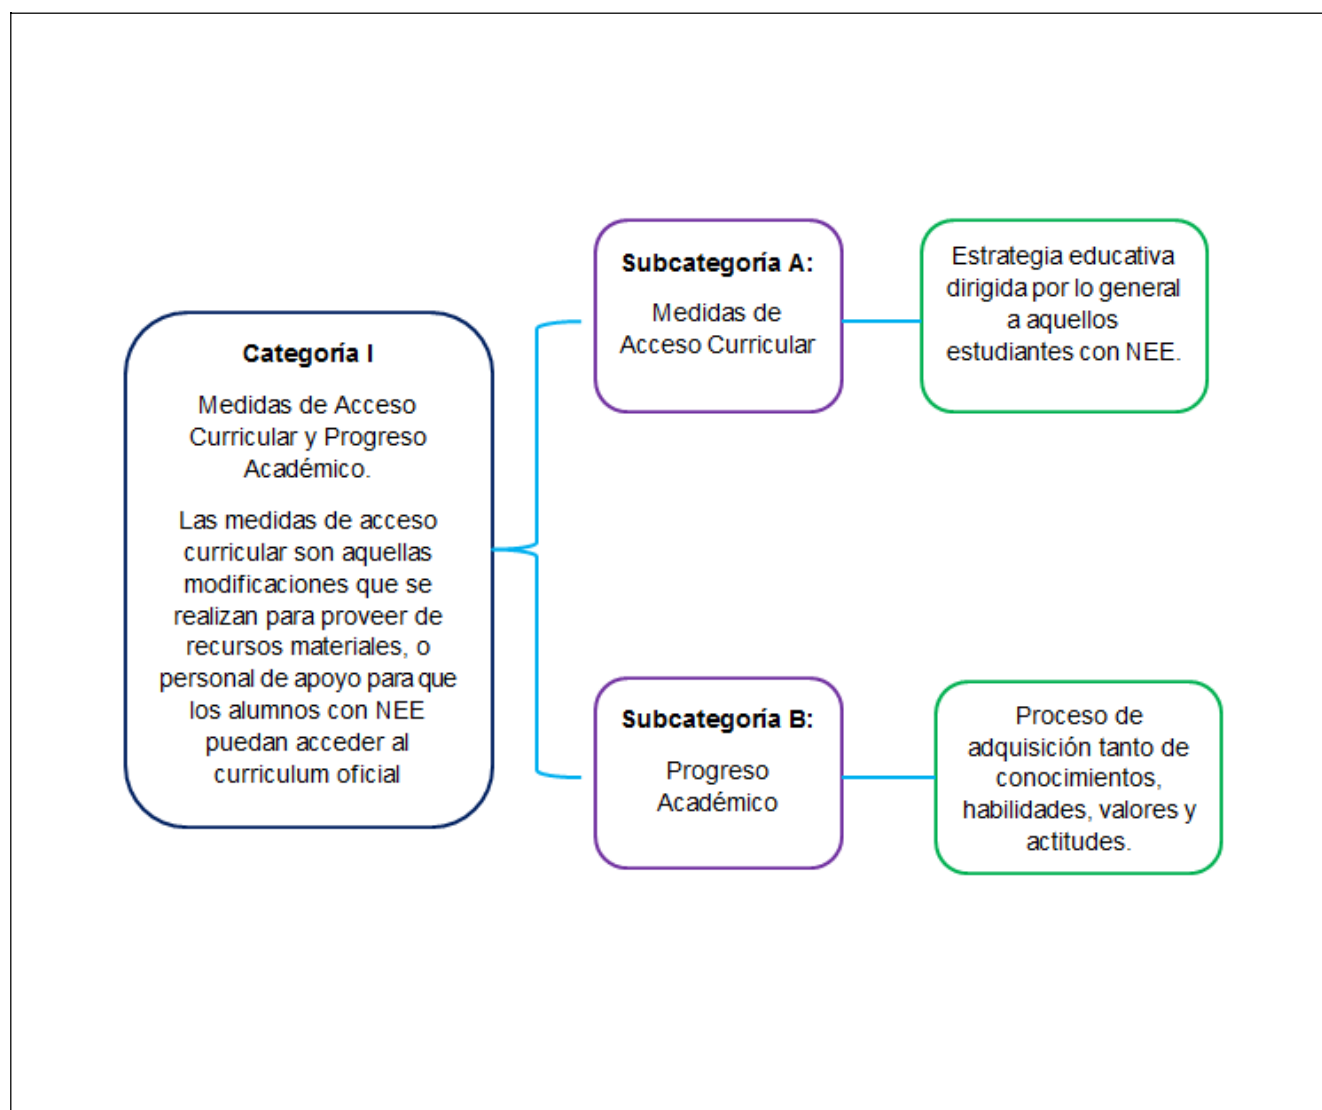 Categoría I
Medidas de Acceso
Curricular y Progreso
Académico.
Las medidas de acceso
curricular son aquellas
modificaciones que se
realizan para proveer de
recursos materiales, o
personal de apoyo para que
los alumnos con NEE
puedan acceder al
curriculum oficial
Subcategoría A:
Medidas de
Acceso Curricular
Estrategia educativa
dirigida por lo general
a aquellos
estudiantes con NEE.
Subcategoría B:
Progreso
Académico
Proceso de
adquisición tanto de
conocimientos,
habilidades, valores y
actitudes.